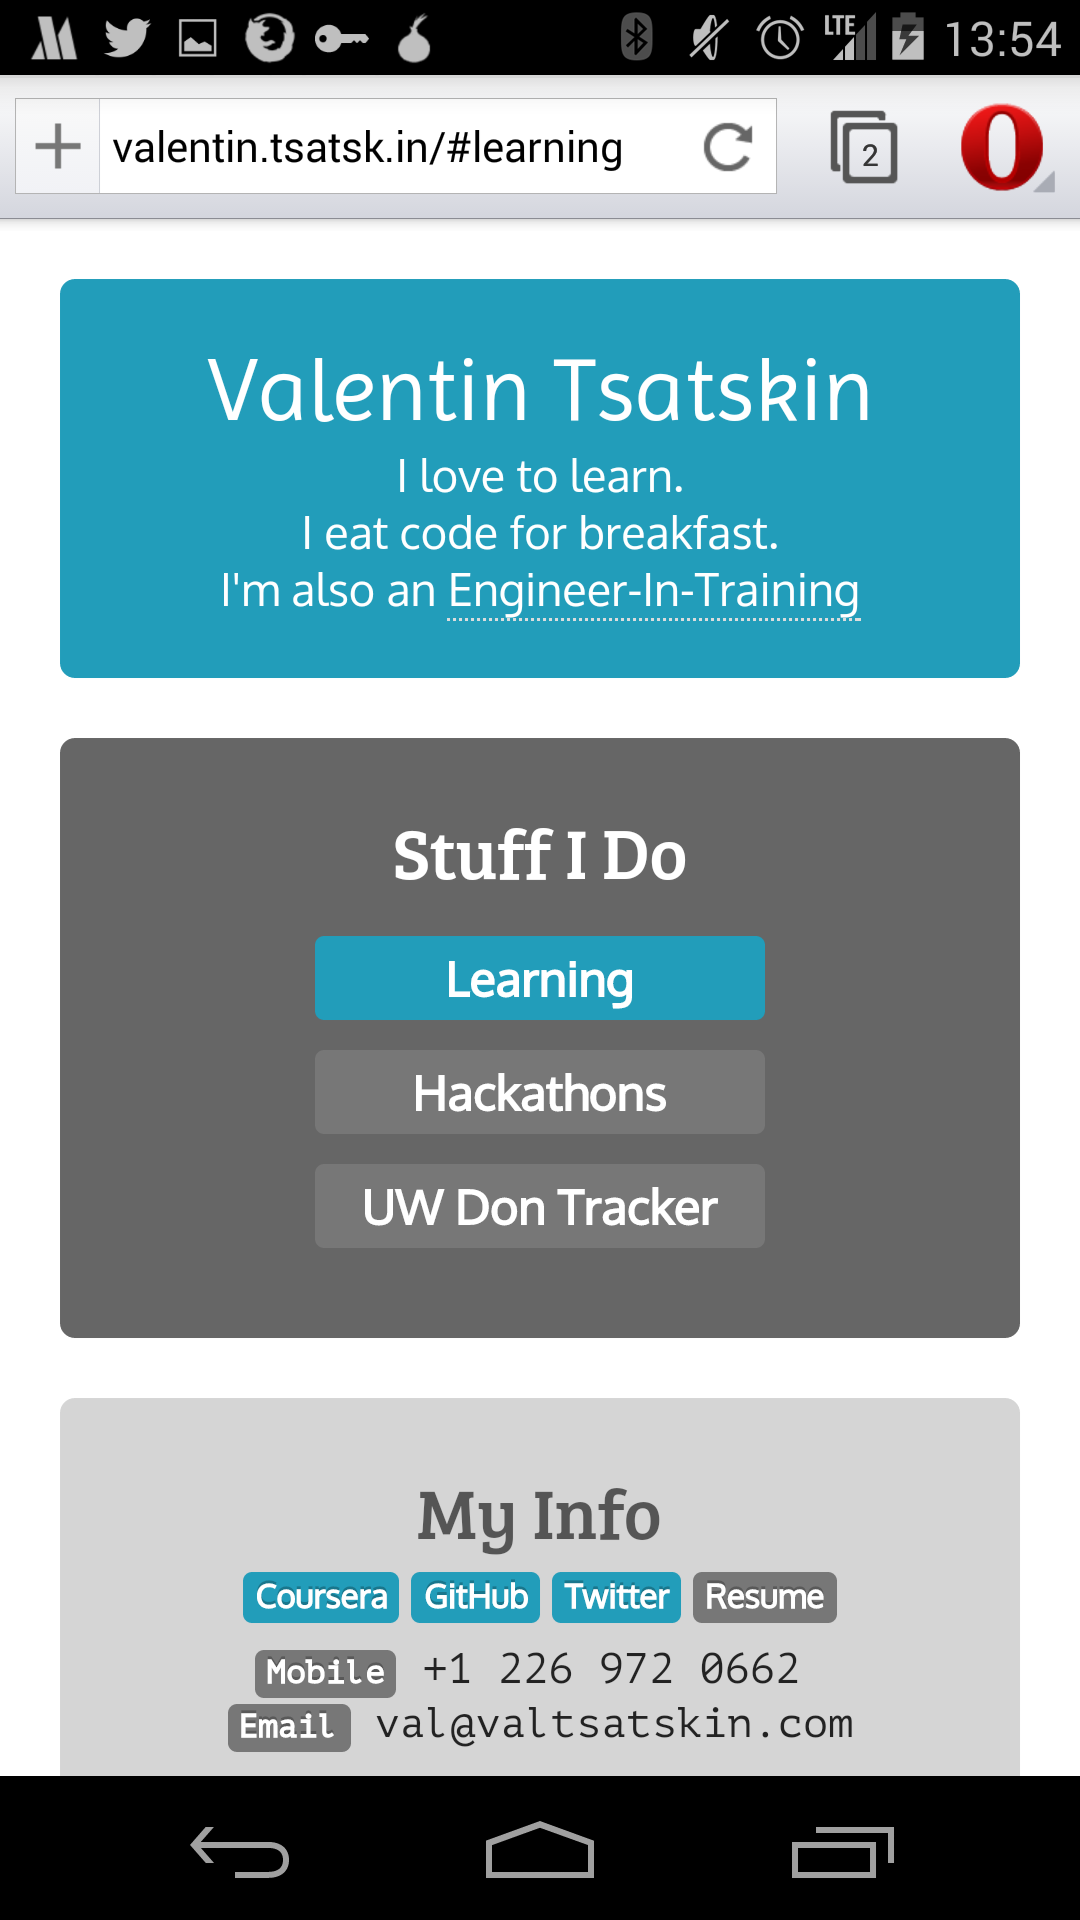 LTE 13:54
valentin.tsatsk.in/#learning 2
Valentin Tsatskin
I love to learn.
I eat code for breakfast.
I'm also an Engineer-In-Training
Stuff I Do
Learning
Hackathons
UW Don Tracker
My Info
Coursera GitHub Twitter Resume
Mobile +1 226 972 0662
Email val@valtsatskin.com